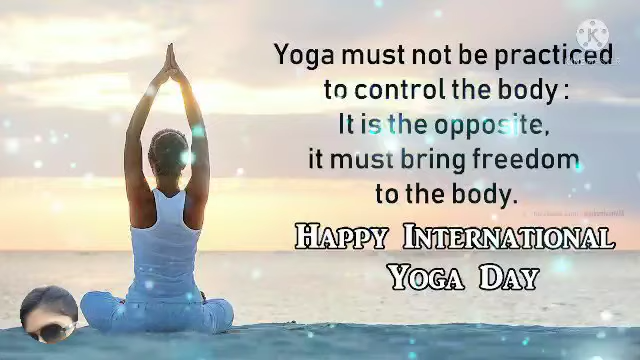 Yoga must not be practiced
to control the body :
It is the opposite,
it must bring freedom
to the body.
Happy International
Yoga Day